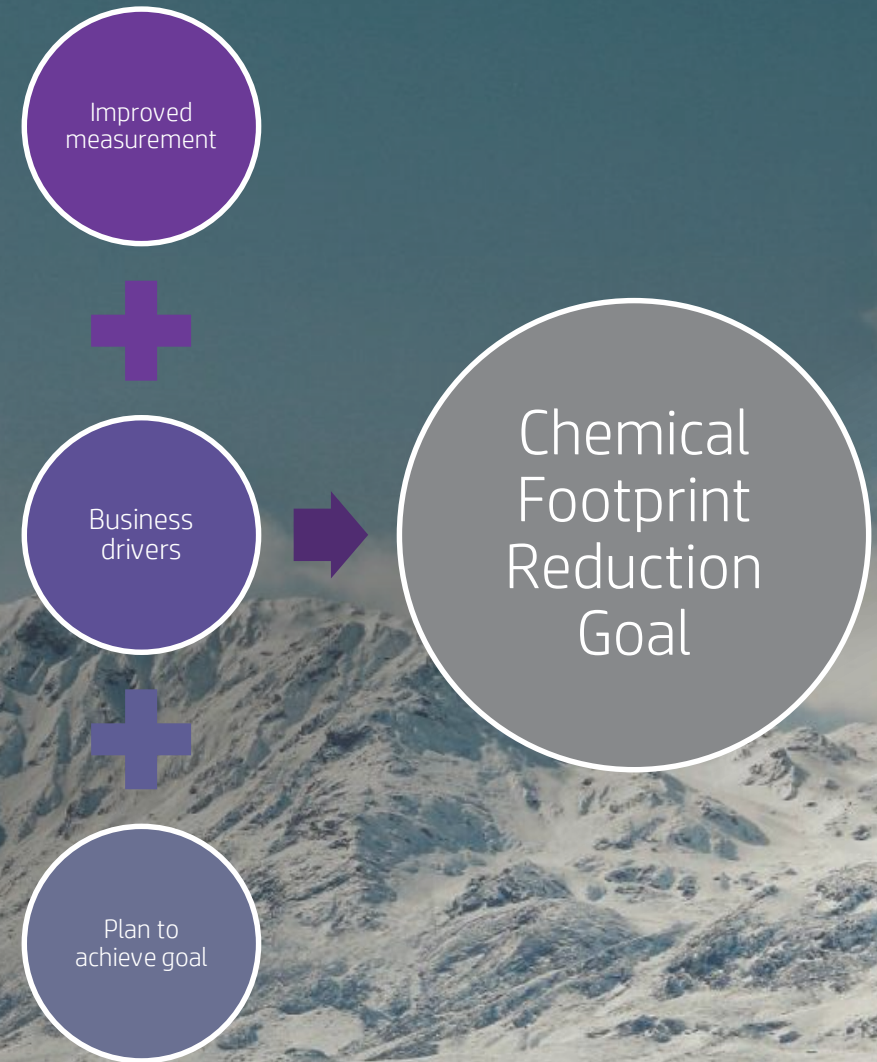 Improved
measurement
Business
drivers
Plan to
achieve goal
Chemical
Footprint
Reduction
Goal